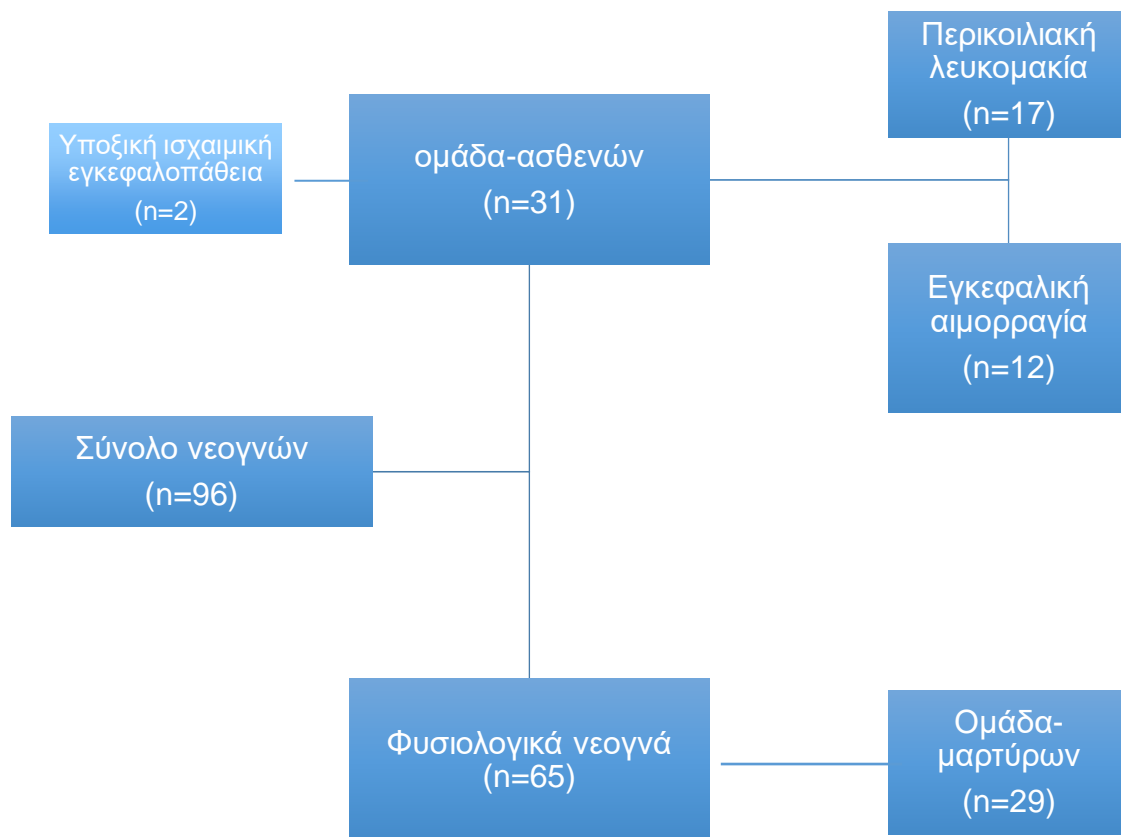 Περικοιλιακή
λευκομακία
(n=17)
Υποξική ισχαιμική
εγκεφαλοπάθεια
(n=2)
ομάδα-ασθενών
(n=31)
Εγκεφαλική
αιμορραγία
(n=12)
Σύνολο νεογνών
(n=96)
Φυσιολογικά νεογνά
(n=65)
Ομάδα-
μαρτύρων
(n=29)